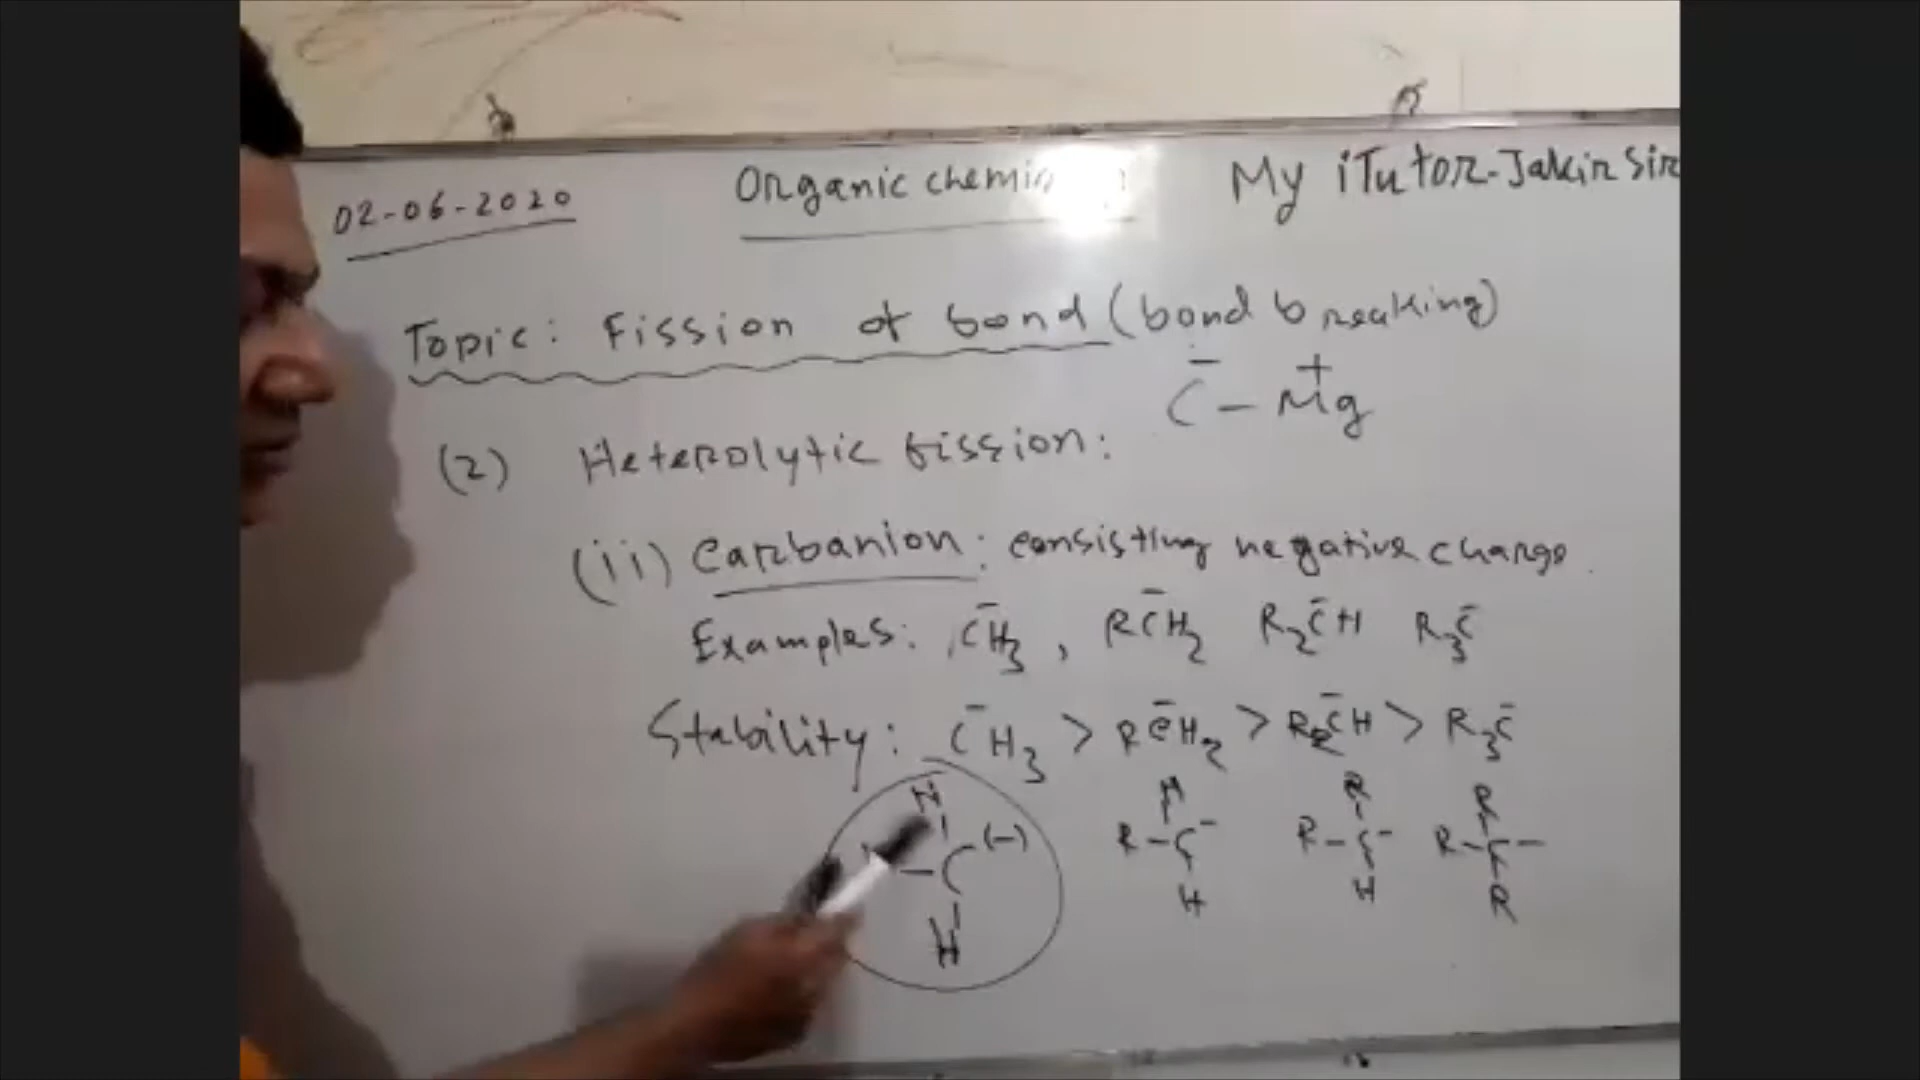 02-06-2020 Organic chemis My iTutor-Jakir Sir
Topic: Fission of bond (bond breaking)
C̄ - Mg⁺
(2) Heterolytic fission:
(ii) Carbanion: consisting negative charge.
Examples: C̄H₃, RC̄H₂ R₂C̄H R₃C̄
Stability: C̄H₃ > RC̄H₂ > R₂C̄H > R₃C̄
H H R R
- C (-) R-C- R-C- R-C-
H H H R